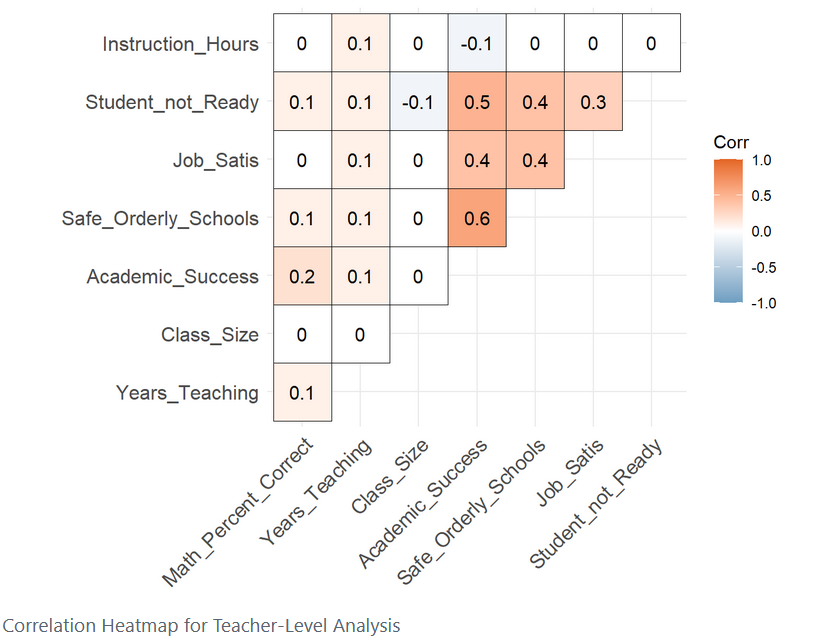 Instruction_Hours 0 0.1 0 -0.1 0 0 0
Student_not_Ready 0.1 0.1 -0.1 0.5 0.4 0.3
Job_Satis 0 0.1 0 0.4 0.4
Safe_Orderly_Schools 0.1 0.1 0 0.6
Academic_Success 0.2 0.1 0
Class_Size 0 0
Years_Teaching 0.1
Math_Percent_Correct
Years_Teaching
Class_Size
Academic_Success
Safe_Orderly_Schools
Job_Satis
Student_not_Ready
Corr
1.0
0.5
0.0
-0.5
-1.0
Correlation Heatmap for Teacher-Level Analysis